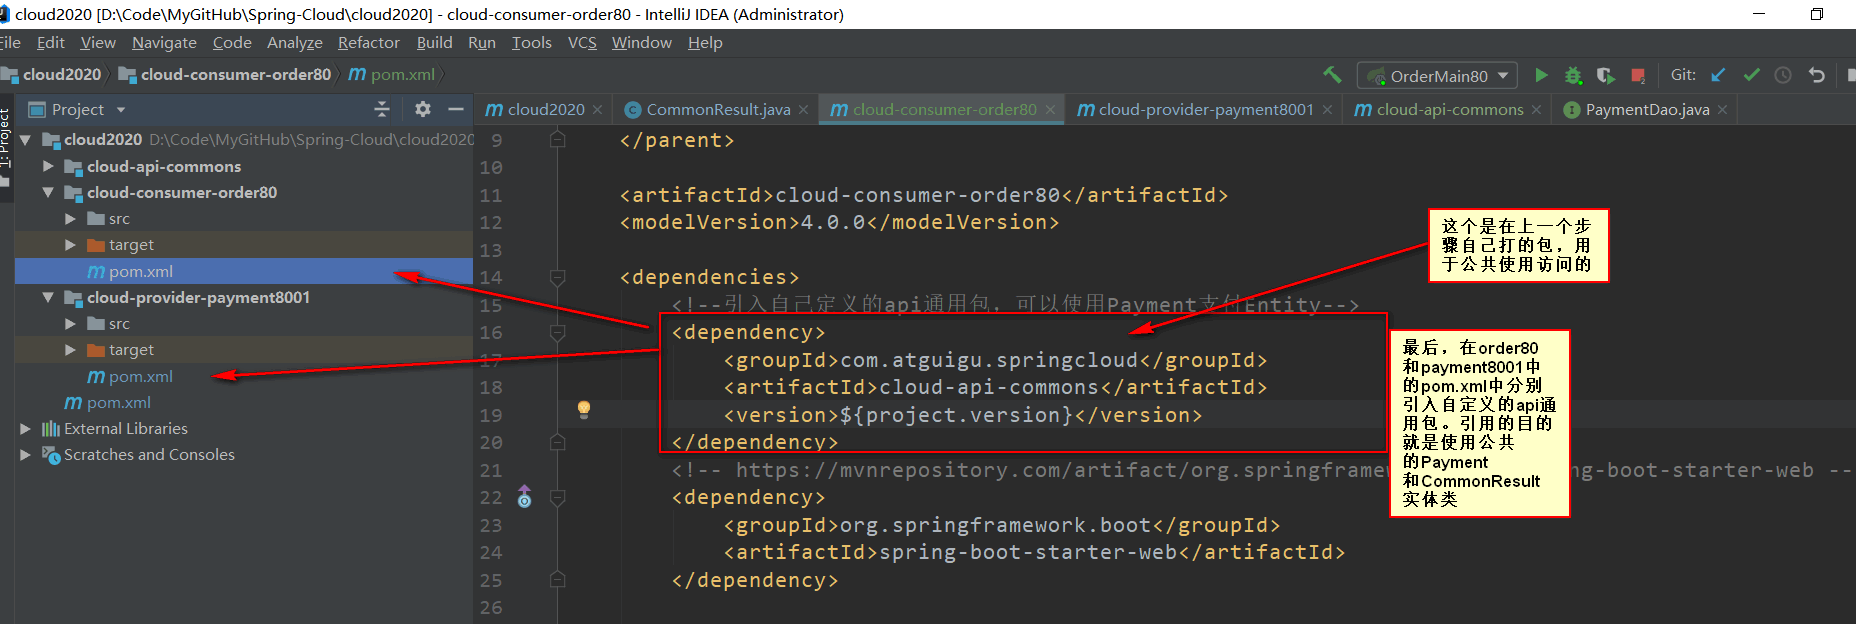 cloud2020 [D:\Code\MyGitHub\Spring-Cloud\cloud2020] - cloud-consumer-order80 - IntelliJ IDEA (Administrator)
File Edit View Navigate Code Analyze Refactor Build Run Tools VCS Window Help
cloud2020 cloud-consumer-order80 pom.xml
OrderMain80 Git:
1: Project
Project
cloud2020 D:\Code\MyGitHub\Spring-Cloud\cloud2020
cloud-api-commons
cloud-consumer-order80
src
target
pom.xml
cloud-provider-payment8001
src
target
pom.xml
pom.xml
External Libraries
Scratches and Consoles
cloud2020 CommonResult.java cloud-consumer-order80 cloud-provider-payment8001 cloud-api-commons PaymentDao.java
9 </parent>
10
11 <artifactId>cloud-consumer-order80</artifactId>
12 <modelVersion>4.0.0</modelVersion>
13
14 <dependencies>
15 <!--引入自己定义的api通用包，可以使用Payment支付Entity-->
16 <dependency>
17 <groupId>com.atguigu.springcloud</groupId>
18 <artifactId>cloud-api-commons</artifactId>
19 <version>${project.version}</version>
20 </dependency>
21 <!-- https://mvnrepository.com/artifact/org.springframew ng-boot-starter-web --
22 <dependency>
23 <groupId>org.springframework.boot</groupId>
24 <artifactId>spring-boot-starter-web</artifactId>
25 </dependency>
26
这个是在上一个步
骤自己打的包，用
于公共使用访问的
最后，在order80
和payment8001中
的pom.xml中分别
引入自定义的api通
用包。引用的目的
就是使用公共
的Payment
和CommonResult
实体类